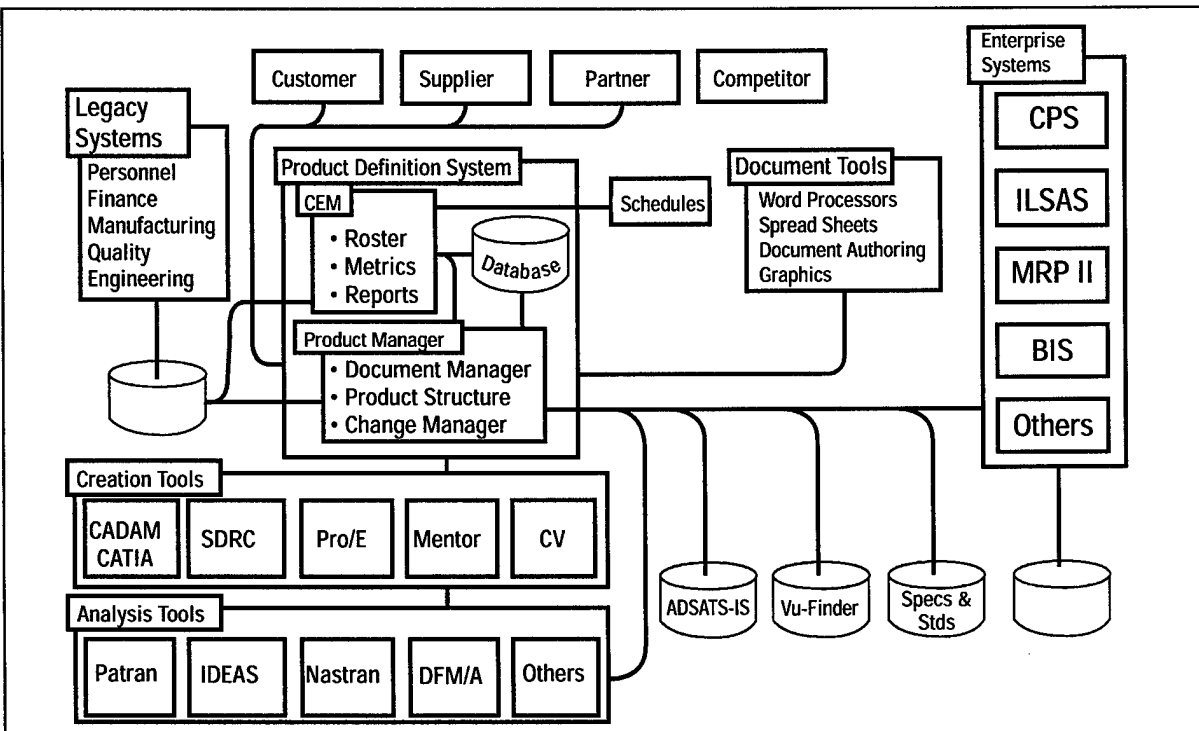 Customer
Supplier
Partner
Competitor
Enterprise
Systems
CPS
ILSAS
MRP II
BIS
Others
Legacy
Systems
Personnel
Finance
Manufacturing
Quality
Engineering
Product Definition System
CEM
• Roster
• Metrics
• Reports
Schedules
Database
Document Tools
Word Processors
Spread Sheets
Document Authoring
Graphics
Product Manager
• Document Manager
• Product Structure
• Change Manager
Creation Tools
CADAM
CATIA
SDRC
Pro/E
Mentor
CV
ADSATS-IS
Vu-Finder
Specs &
Stds
Analysis Tools
Patran
IDEAS
Nastran
DFM/A
Others